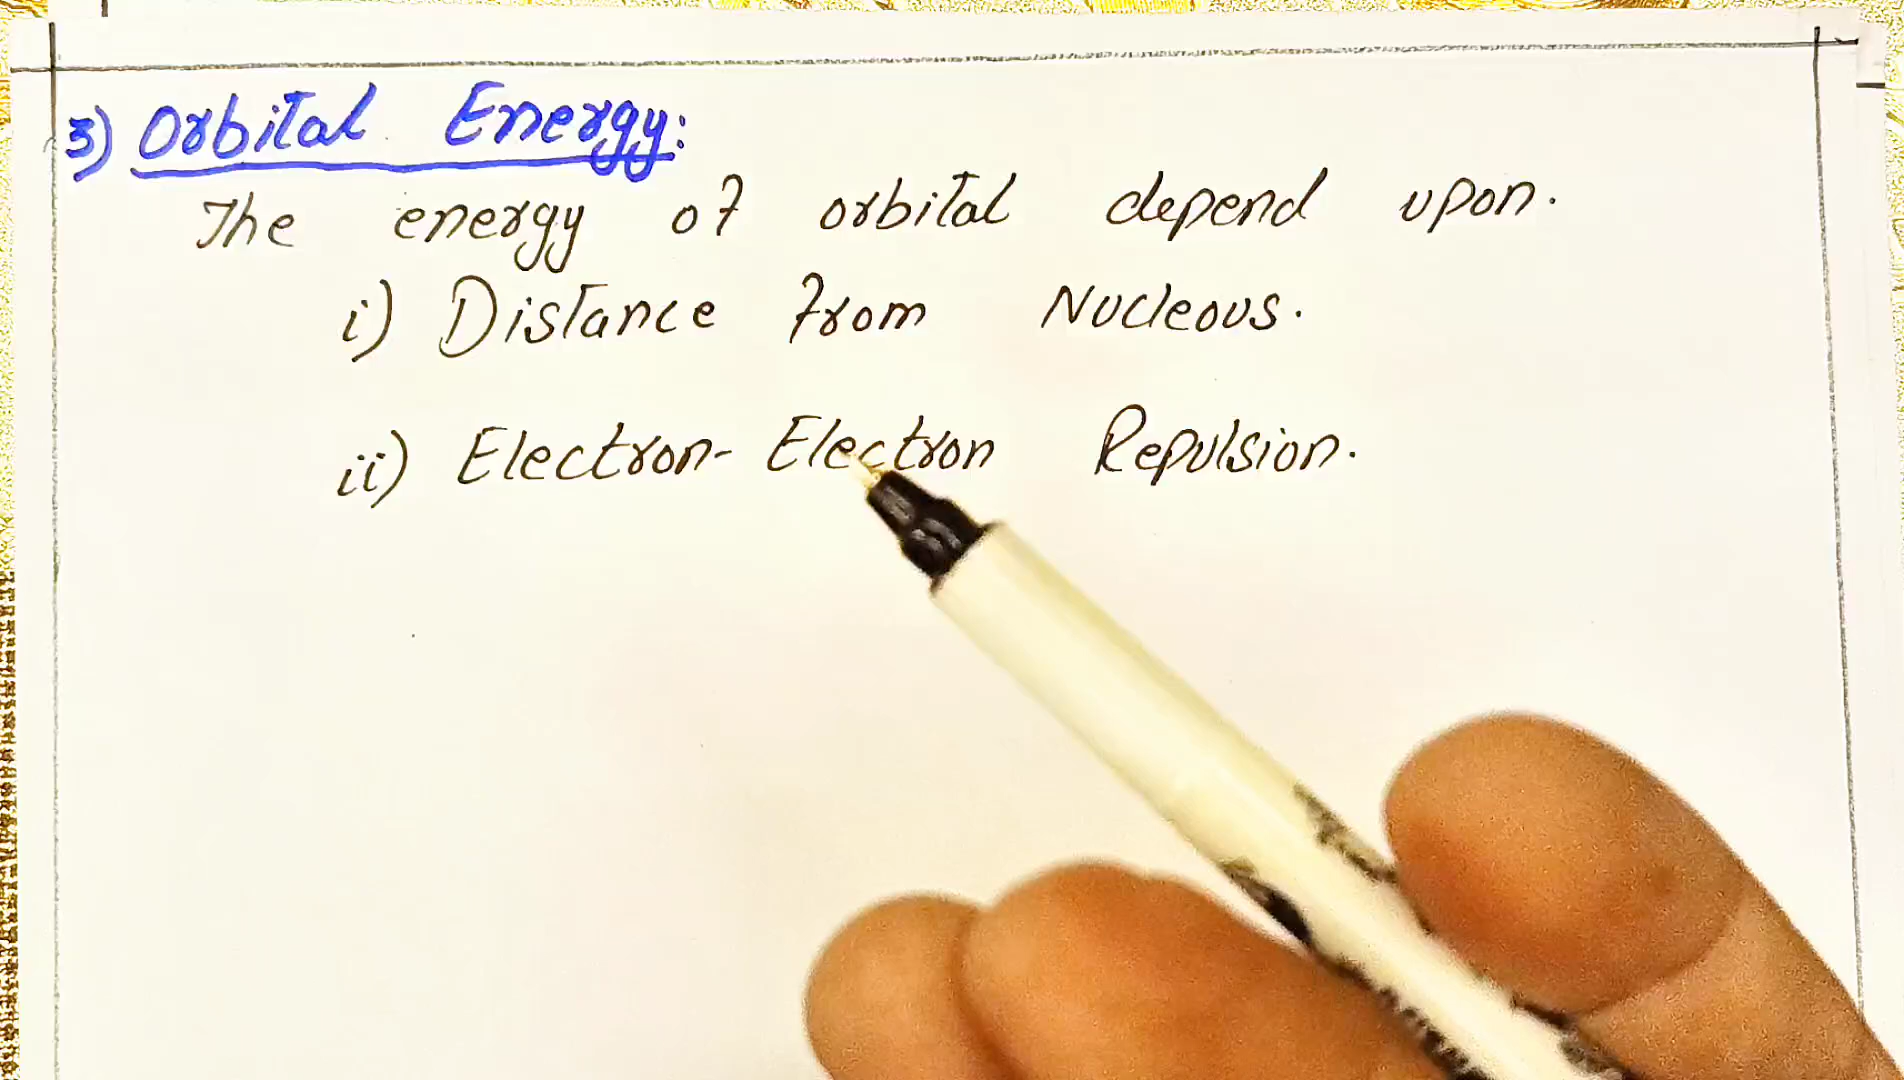 3) Orbital Energy:
The energy of orbital depend upon.
i) Distance from Nucleous.
ii) Electron-Electron Repulsion.